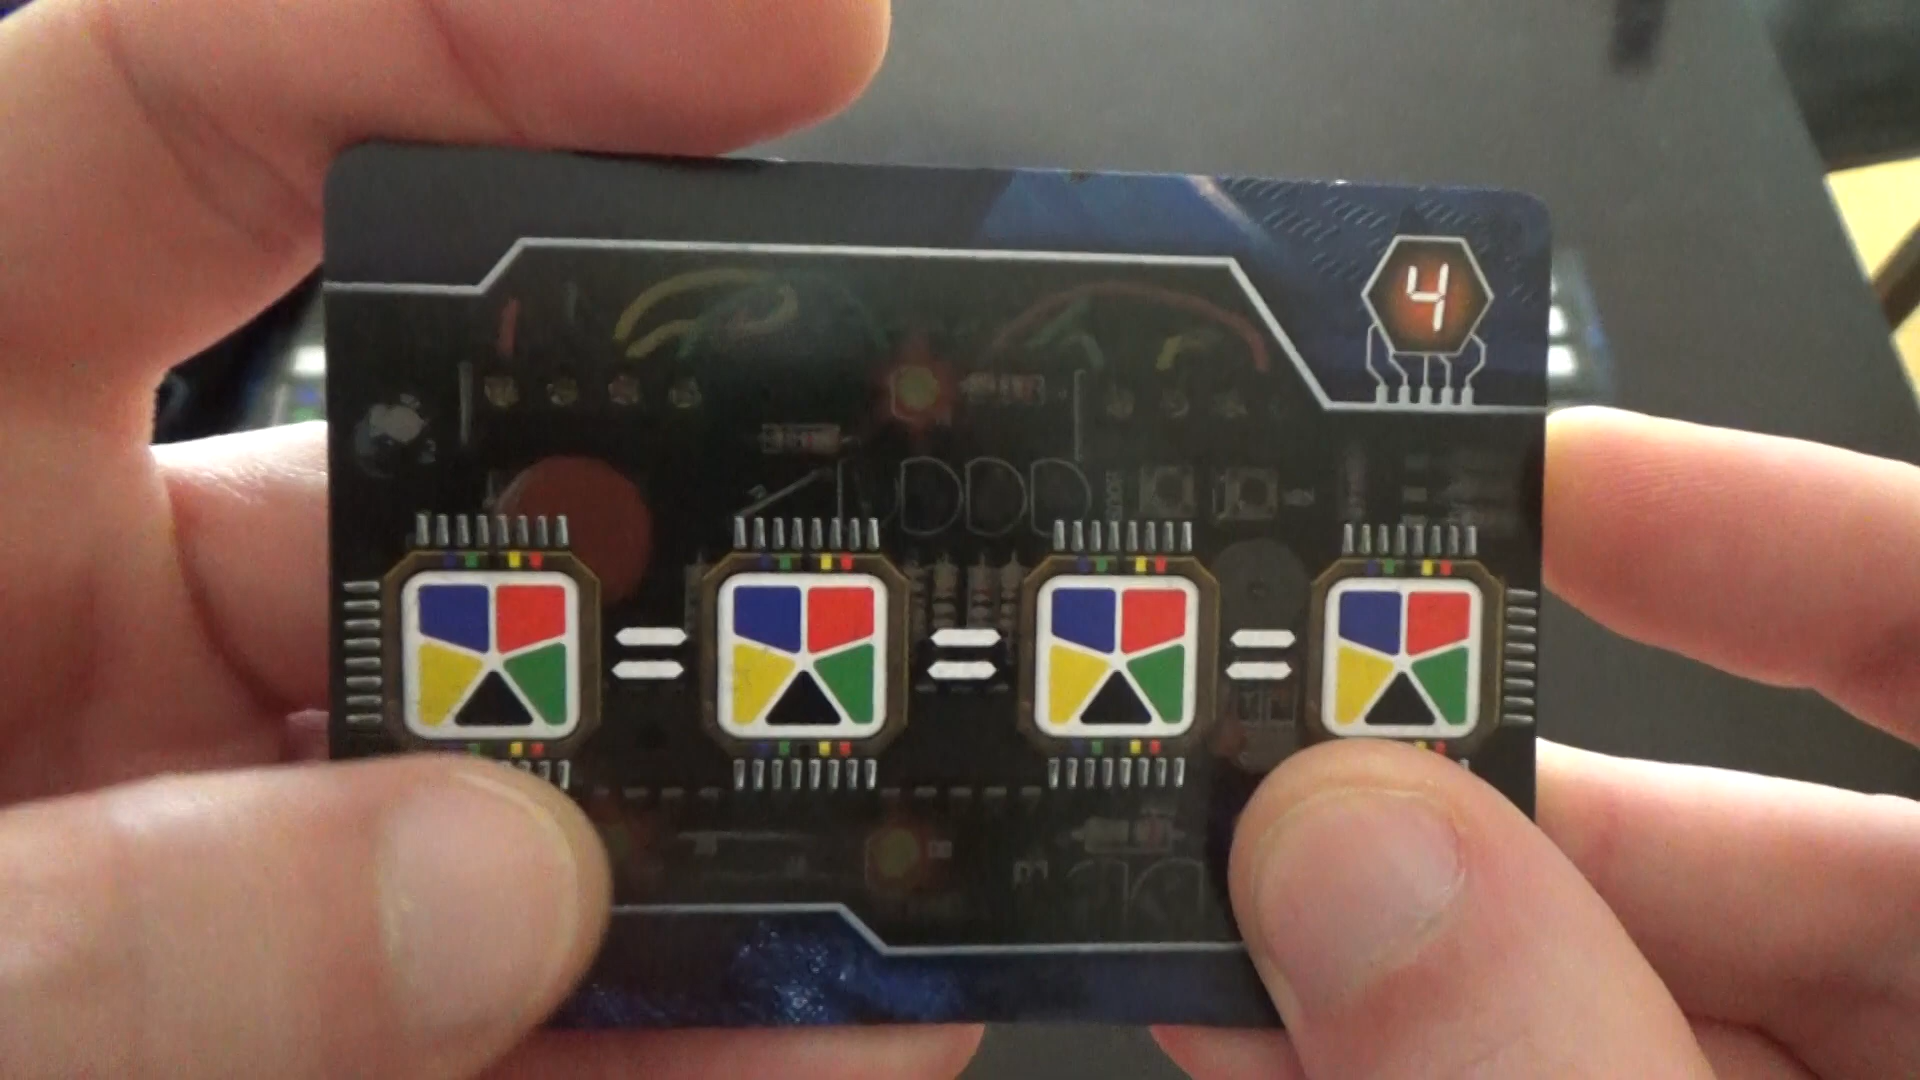 4
= = =